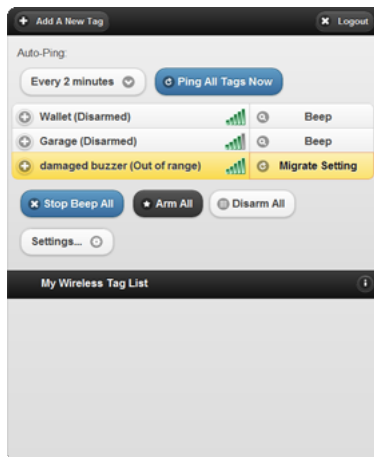 Add A New Tag Logout
Auto-Ping:
Every 2 minutes Ping All Tags Now
Wallet (Disarmed) Beep
Garage (Disarmed) Beep
damaged buzzer (Out of range) Migrate Setting
Stop Beep All Arm All Disarm All
Settings...
My Wireless Tag List